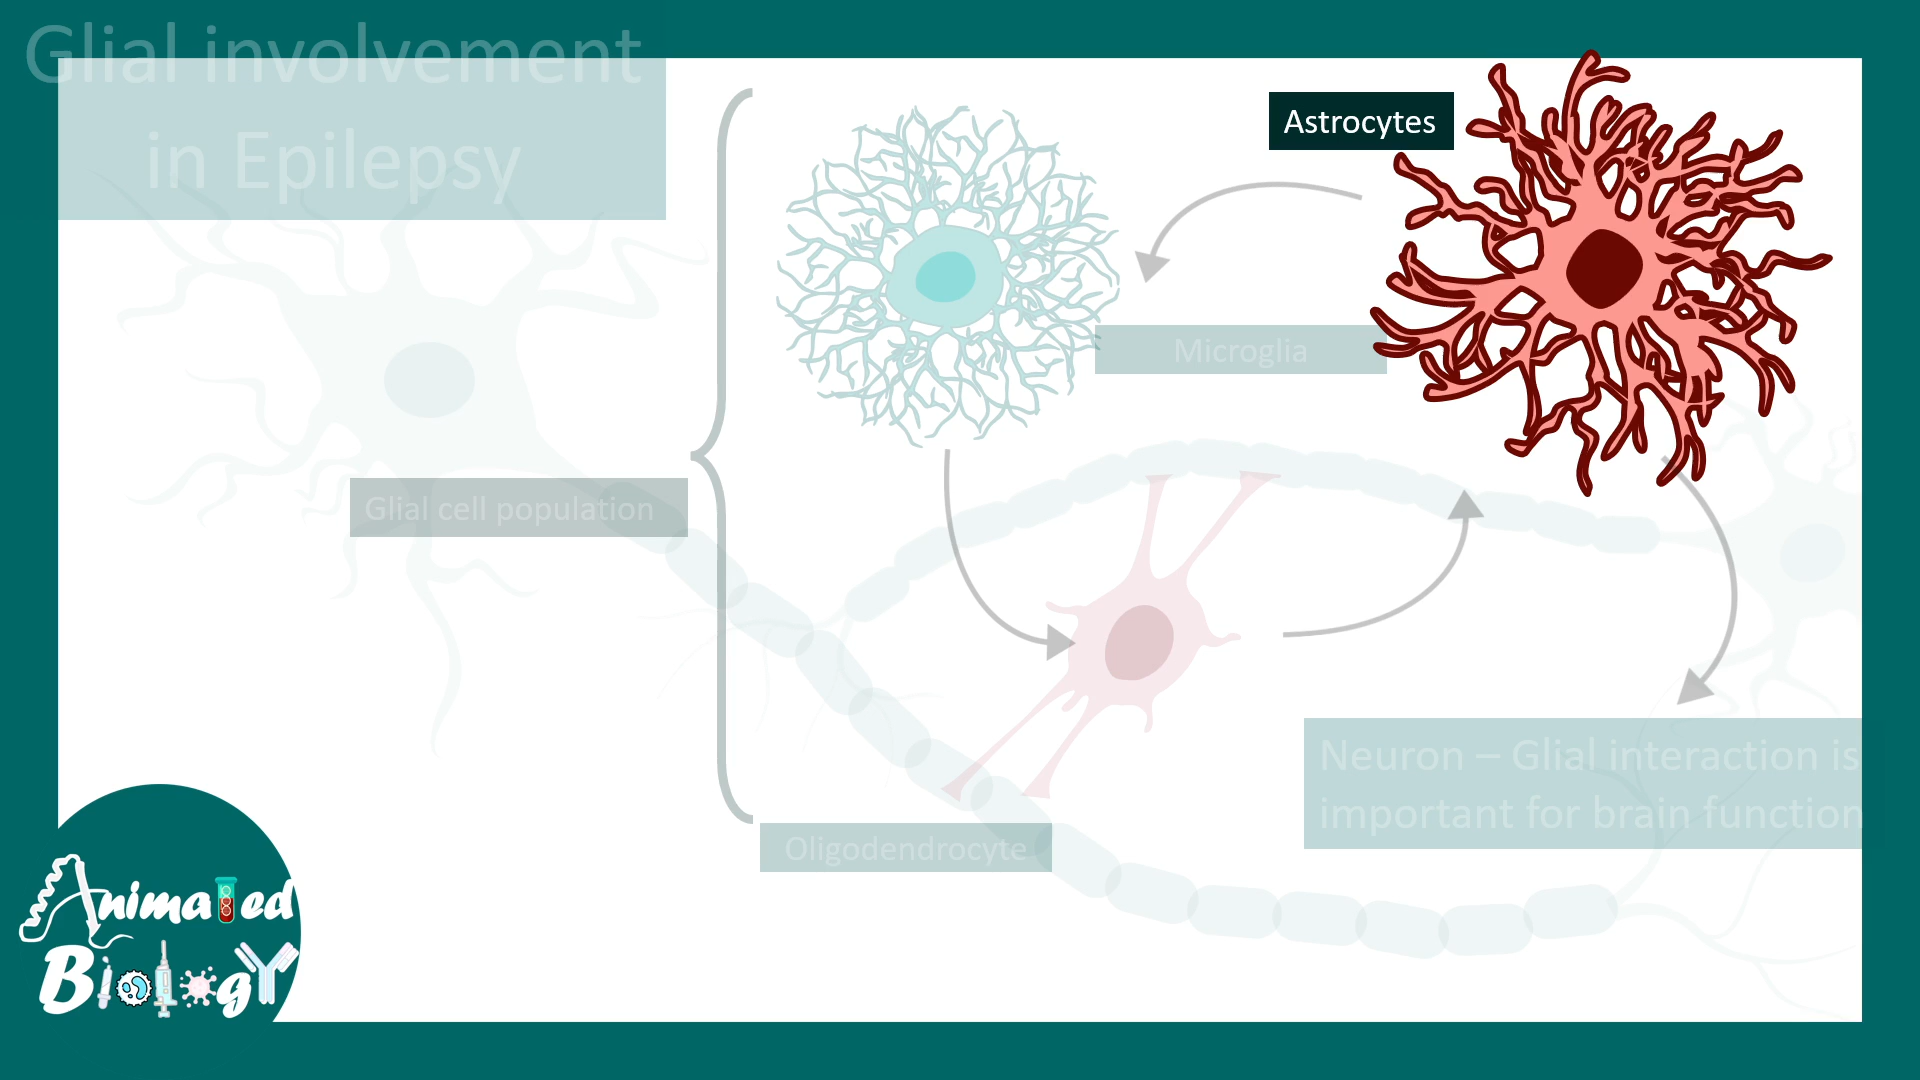 Glial involvement
in Epilepsy
Astrocytes
Microglia
Glial cell population
Neuron – Glial interaction is
important for brain function
Oligodendrocyte
Animated
Biology